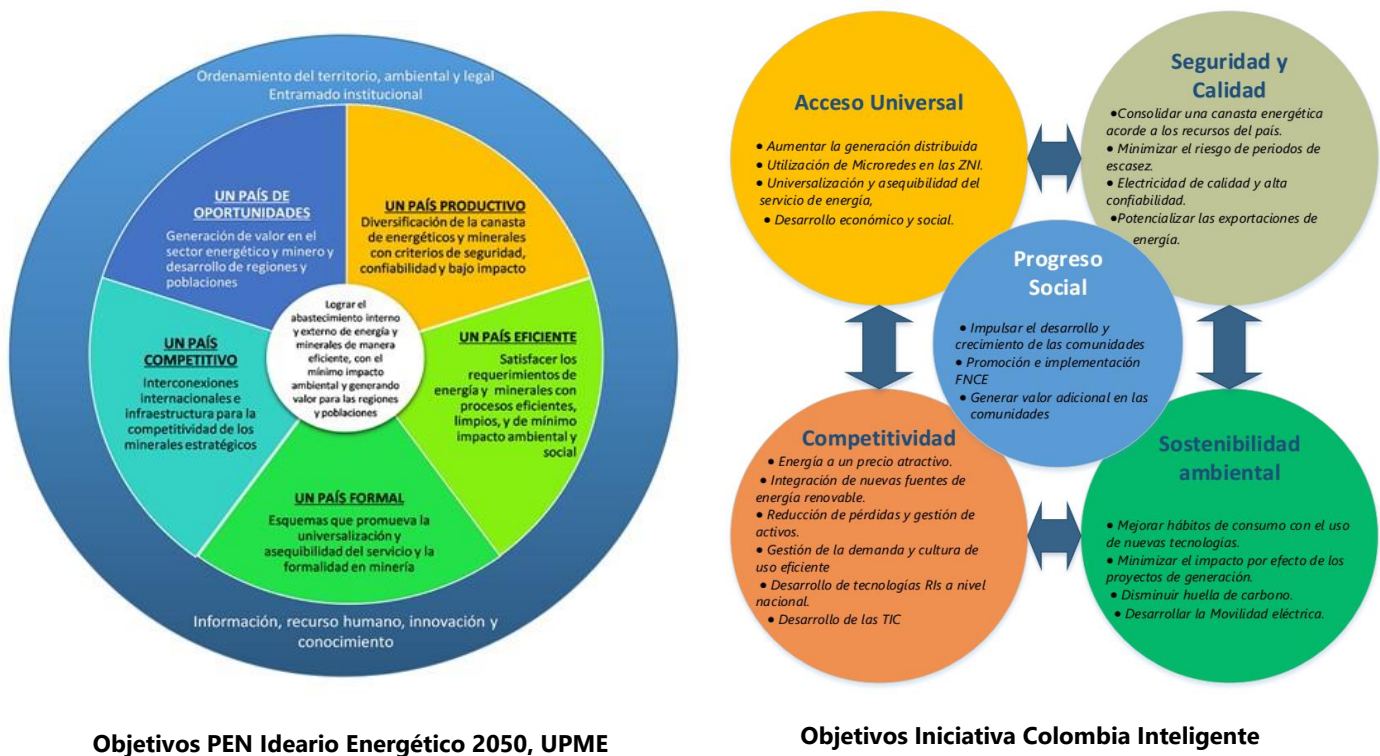 Ordenamiento del territorio, ambiental y legal
Entramado institucional
UN PAÍS DE
OPORTUNIDADES
Generación de valor en el
sector energético y minero y
desarrollo de regiones y
poblaciones
UN PAÍS PRODUCTIVO
Diversificación de la canasta
de energéticos y minerales
con criterios de seguridad,
confiabilidad y bajo impacto
Lograr el
abastecimiento interno
y externo de energía y
minerales de manera
eficiente, con el
mínimo impacto
ambiental y generando
valor para las regiones
y poblaciones
UN PAÍS
COMPETITIVO
Interconexiones
internacionales e
infraestructura para la
competitividad de los
minerales estratégicos
UN PAÍS EFICIENTE
Satisfacer los
requerimientos de
energía y minerales con
procesos eficientes,
limpios, y de mínimo
impacto ambiental y
social
UN PAÍS FORMAL
Esquemas que promueva la
universalización y
asequibilidad del servicio y la
formalidad en minería
Información, recurso humano, innovación y
conocimiento
Objetivos PEN Ideario Energético 2050, UPME
Acceso Universal
● Aumentar la generación distribuida
● Utilización de Microredes en las ZNI.
● Universalización y asequibilidad del
servicio de energía,
● Desarrollo económico y social.
Seguridad y
Calidad
●Consolidar una canasta energética
acorde a los recursos del país.
● Minimizar el riesgo de periodos de
escasez.
● Electricidad de calidad y alta
confiabilidad.
●Potencializar las exportaciones de
energía.
Progreso
Social
● Impulsar el desarrollo y
crecimiento de las comunidades
● Promoción e implementación
FNCE
● Generar valor adicional en las
comunidades
Competitividad
● Energía a un precio atractivo.
● Integración de nuevas fuentes de
energía renovable.
● Reducción de pérdidas y gestión de
activos.
● Gestión de la demanda y cultura de
uso eficiente
● Desarrollo de tecnologías RIs a nivel
nacional.
● Desarrollo de las TIC
Sostenibilidad
ambiental
● Mejorar hábitos de consumo con el uso
de nuevas tecnologías.
● Minimizar el impacto por efecto de los
proyectos de generación.
● Disminuir huella de carbono.
● Desarrollar la Movilidad eléctrica.
Objetivos Iniciativa Colombia Inteligente